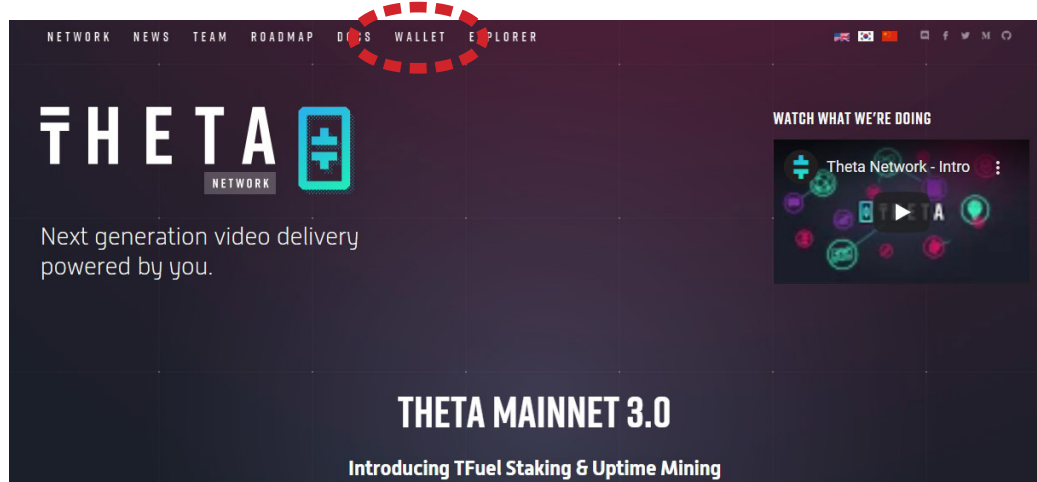 NETWORK NEWS TEAM ROADMAP DOCS WALLET EXPLORER
THETA
NETWORK
Next generation video delivery
powered by you.
WATCH WHAT WE'RE DOING
Theta Network - Intro
THETA
THETA MAINNET 3.0
Introducing TFuel Staking & Uptime Mining